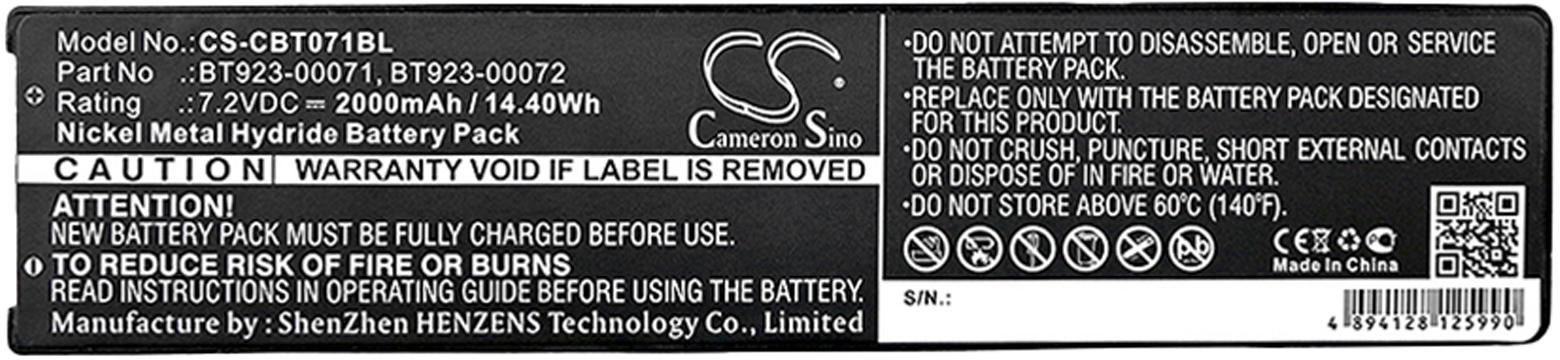 Model No.:CS-CBT071BL
Part No .:BT923-00071, BT923-00072
Rating .:7.2VDC ⎓ 2000mAh / 14.40Wh
Nickel Metal Hydride Battery Pack
CS ®
Cameron Sino
CAUTION WARRANTY VOID IF LABEL IS REMOVED
ATTENTION!
NEW BATTERY PACK MUST BE FULLY CHARGED BEFORE USE.
TO REDUCE RISK OF FIRE OR BURNS
READ INSTRUCTIONS IN OPERATING GUIDE BEFORE USING THE BATTERY.
Manufacture by : ShenZhen HENZENS Technology Co., Limited
•DO NOT ATTEMPT TO DISASSEMBLE, OPEN OR SERVICE
THE BATTERY PACK.
•REPLACE ONLY WITH THE BATTERY PACK DESIGNATED
FOR THIS PRODUCT.
•DO NOT CRUSH, PUNCTURE, SHORT EXTERNAL CONTACTS
OR DISPOSE OF IN FIRE OR WATER.
•DO NOT STORE ABOVE 60°C (140°F).
Pb
CE
Made In China
S/N.:
4 894128 125990